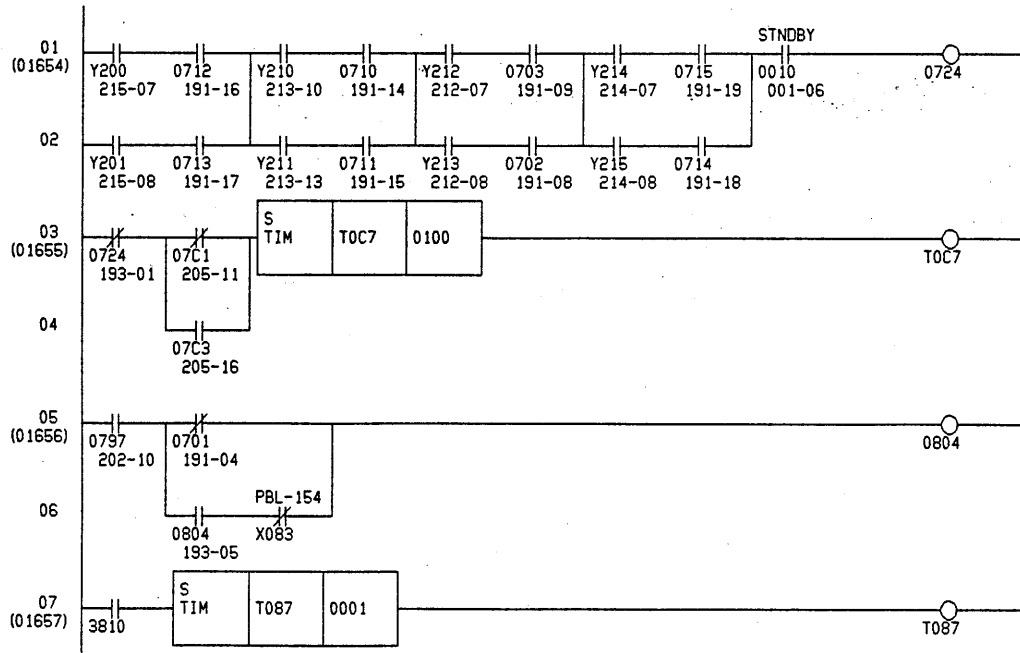 STNDBY
01
(01654)
Y200 0712 Y210 0710 Y212 0703 Y214 0715 0010 0724
215-07 191-16 213-10 191-14 212-07 191-09 214-07 191-19 001-06
02
Y201 0713 Y211 0711 Y213 0702 Y215 0714
215-08 191-17 213-13 191-15 212-08 191-08 214-08 191-18
03
(01655)
S
TIM T0C7 0100
0724 07C1 T0C7
193-01 205-11
04
07C3
205-16
05
(01656)
0797 0701 0804
202-10 191-04
06
PBL-154
0804 X083
193-05
07
(01657)
S
TIM T087 0001
3810 T087